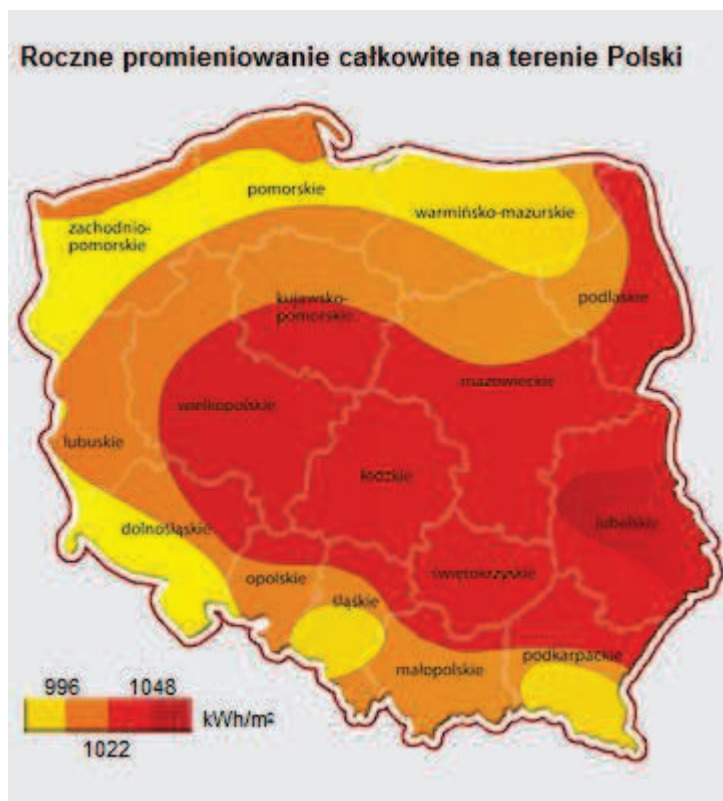 Roczne promieniowanie całkowite na terenie Polski
pomorskie
warmińsko-mazurskie
zachodnio-
pomorskie
podlaskie
kujawsko-
pomorskie
mazowieckie
wielkopolskie
lubuskie
łódzkie
lubelskie
dolnośląskie
opolskie
świętokrzyskie
śląskie
małopolskie
podkarpackie
996 1048
kWh/m²
1022